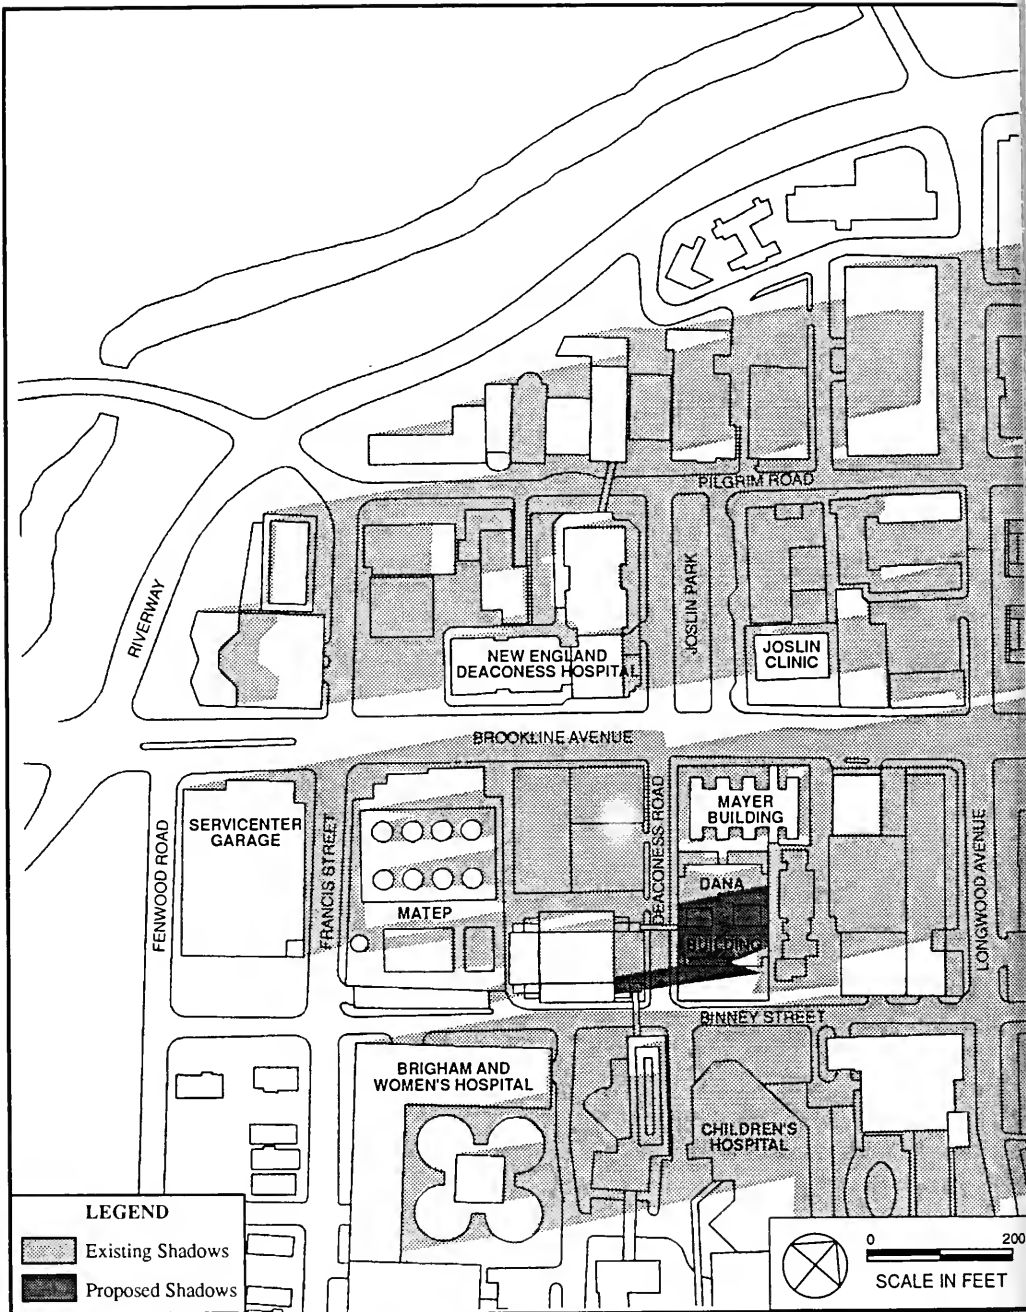 PILGRIM ROAD
RIVERWAY
JOSLIN PARK
NEW ENGLAND
DEACONESS HOSPITAL
JOSLIN
CLINIC
BROOKLINE AVENUE
FENWOOD ROAD
SERVICENTER
GARAGE
FRANCIS STREET
MATEP
DEACONESS ROAD
MAYER
BUILDING
DANA
BUILDING
LONGWOOD AVENUE
BINNEY STREET
BRIGHAM AND
WOMEN'S HOSPITAL
CHILDREN'S
HOSPITAL
LEGEND
Existing Shadows
Proposed Shadows
0 200
SCALE IN FEET